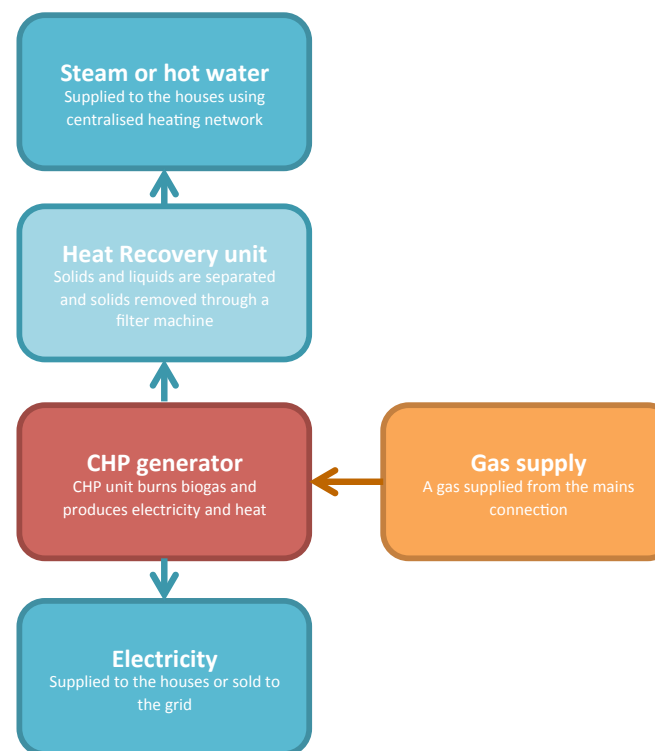 Steam or hot water
Supplied to the houses using
centralised heating network
Heat Recovery unit
Solids and liquids are separated
and solids removed through a
filter machine
CHP generator
CHP unit burns biogas and
produces electricity and heat
Gas supply
A gas supplied from the mains
connection
Electricity
Supplied to the houses or sold to
the grid